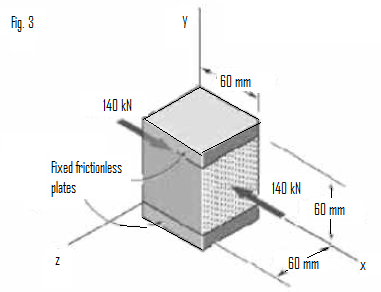 Fig. 3
Y
60 mm
140 kN
Fixed frictionless
plates
140 kN
60 mm
60 mm
z
x